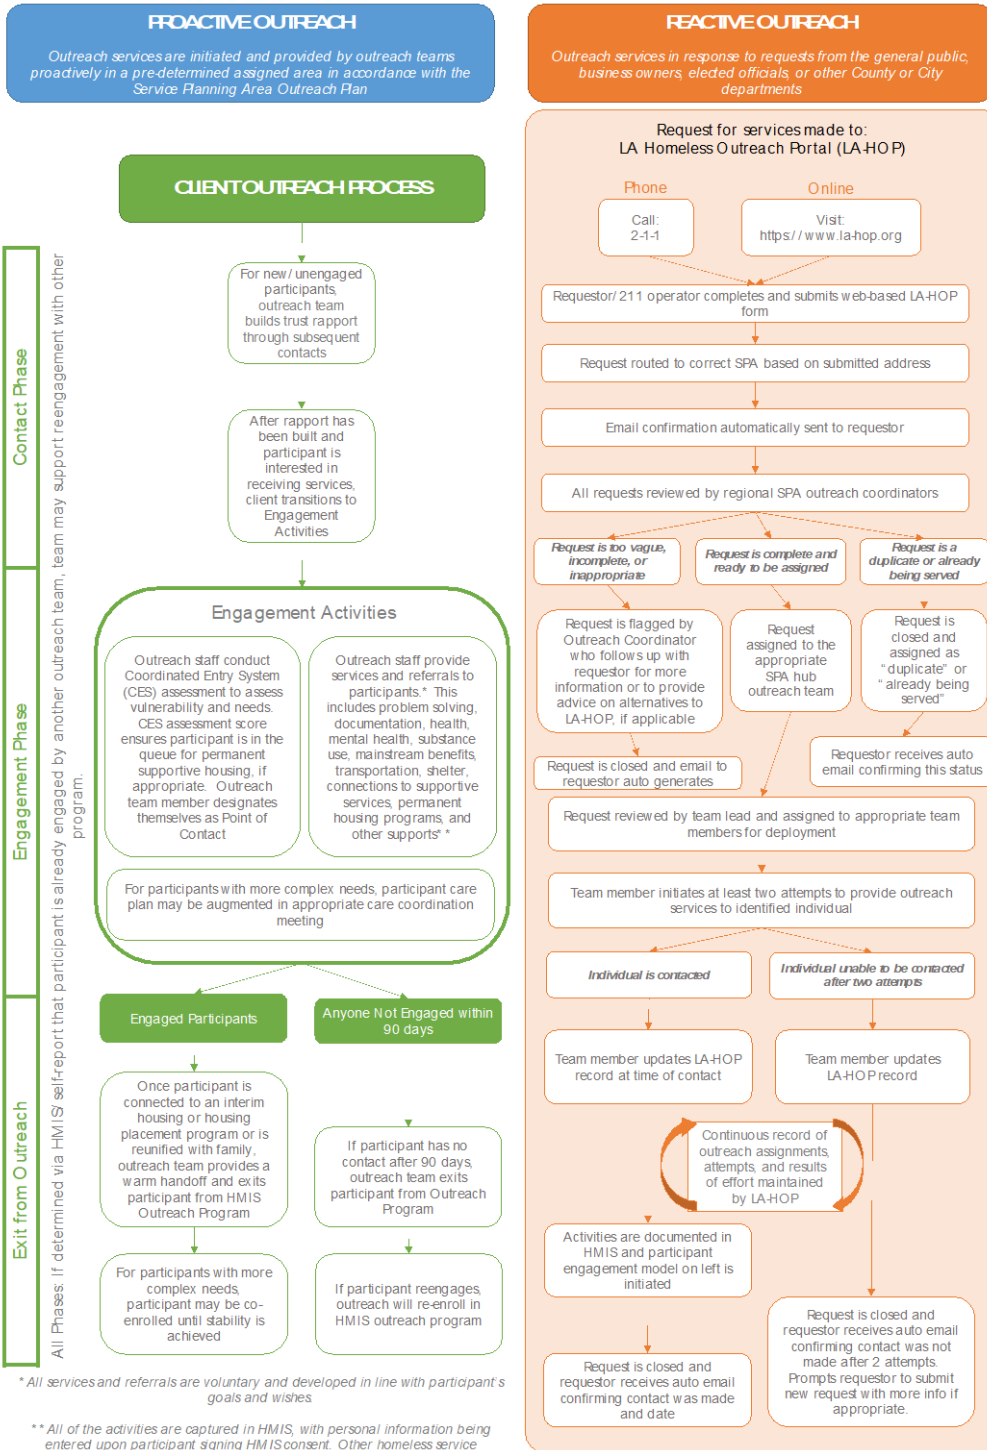 PROACTIVE OUTREACH
Outreach services are initiated and provided by outreach teams
proactively in a pre-determined assigned area in accordance with the
Service Planning Area Outreach Plan
REACTIVE OUTREACH
Outreach services in response to requests from the general public,
business owners, elected officials, or other County or City
departments
CLIENT OUTREACH PROCESS
Contact Phase
Engagement Phase
Exit from Outreach
All Phases: If determined via HMIS/ self-report that participant is already engaged by another outreach team, team may support reengagement with other
program.
For new/ unengaged
participants,
outreach team
builds trust rapport
through subsequent
contacts
After rapport has
been built and
participant is
interested in
receiving services,
client transitions to
Engagement
Activities
Engagement Activities
Outreach staff conduct
Coordinated Entry System
(CES) assessment to assess
vulnerability and needs.
CES assessment score
ensures participant is in the
queue for permanent
supportive housing, if
appropriate. Outreach
team member designates
themselves as Point of
Contact
Outreach staff provide
services and referrals to
participants.* This
includes problem solving,
documentation, health,
mental health, substance
use, mainstream benefits,
transportation, shelter,
connections to supportive
services, permanent
housing programs, and
other supports* *
For participants with more complex needs, participant care
plan may be augmented in appropriate care coordination
meeting
Engaged Participants
Anyone Not Engaged within
90 days
Once participant is
connected to an interim
housing or housing
placement program or is
reunified with family,
outreach team provides a
warm handoff and exits
participant from HMIS
Outreach Program
If participant has no
contact after 90 days,
outreach team exits
participant from Outreach
Program
For participants with more
complex needs,
participant may be co-
enrolled until stability is
achieved
If participant reengages,
outreach will re-enroll in
HMIS outreach program
* All services and referrals are voluntary and developed in line with participant's
goals and wishes.
* * All of the activities are captured in HMIS, with personal information being
entered upon participant signing HMIS consent. Other homeless service
Request for services made to:
LA Homeless Outreach Portal (LA-HOP)
Phone
Online
Call:
2-1-1
Visit:
https:// www.la-hop.org
Requestor/ 211 operator completes and submits web-based LA-HOP
form
Request routed to correct SPA based on submitted address
Email confirmation automatically sent to requestor
All requests reviewed by regional SPA outreach coordinators
Request is too vague,
incomplete, or
inappropriate
Request is complete and
ready to be assigned
Request is a
duplicate or already
being served
Request is flagged by
Outreach Coordinator
who follows up with
requestor for more
information or to provide
advice on alternatives to
LA-HOP, if applicable
Request
assigned to the
appropriate
SPA hub
outreach team
Request is
closed and
assigned as
" duplicate" or
" already being
served"
Request is closed and email to
requestor auto generates
Requestor receives auto
email confirming this status
Request reviewed by team lead and assigned to appropriate team
members for deployment
Team member initiates at least two attempts to provide outreach
services to identified individual
Individual is contacted
Individual unable to be contacted
after two attempts
Team member updates LA-HOP
record at time of contact
Team member updates
LA-HOP record
Continuous record of
outreach assignments,
attempts, and results
of effort maintained
by LA-HOP
Activities are documented in
HMIS and participant
engagement model on left is
initiated
Request is closed and
requestor receives auto email
confirming contact was made
and date
Request is closed and
requestor receives auto email
confirming contact was not
made after 2 attempts.
Prompts requestor to submit
new request with more info if
appropriate.